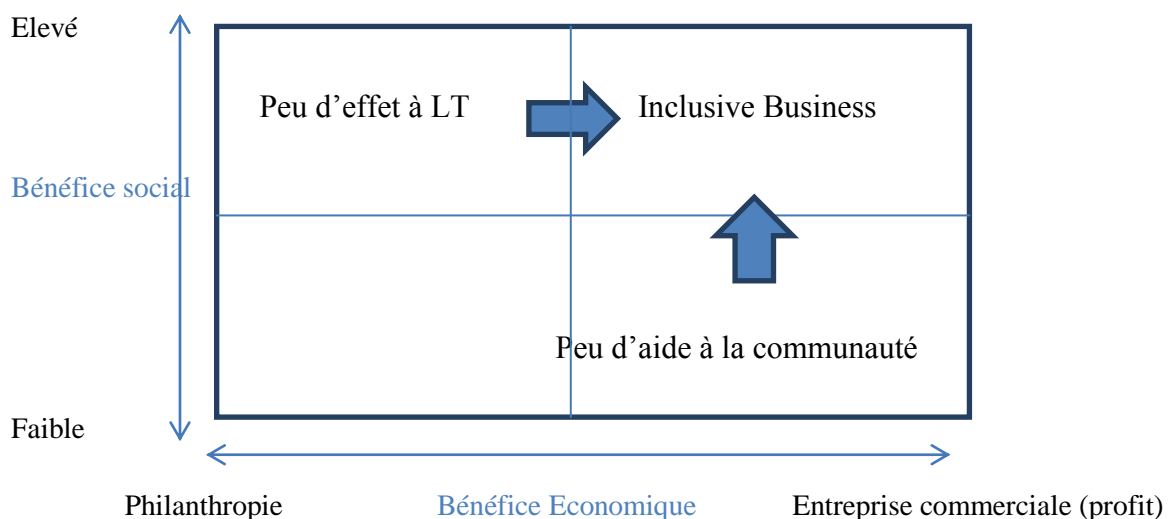 Elevé
Peu d’effet à LT
Inclusive Business
Bénéfice social
Peu d’aide à la communauté
Faible
Philanthropie
Bénéfice Economique
Entreprise commerciale (profit)